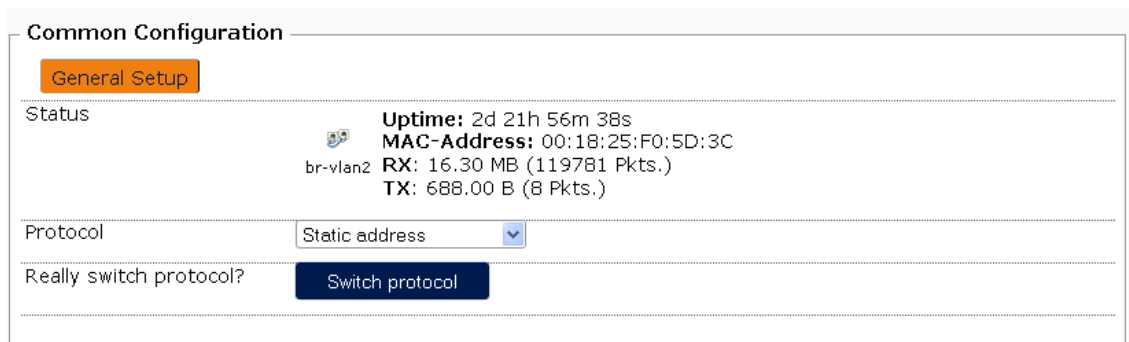 Common Configuration
General Setup
Status
Uptime: 2d 21h 56m 38s
MAC-Address: 00:18:25:F0:5D:3C
br-vlan2 RX: 16.30 MB (119781 Pkts.)
TX: 688.00 B (8 Pkts.)
Protocol Static address
Really switch protocol? Switch protocol